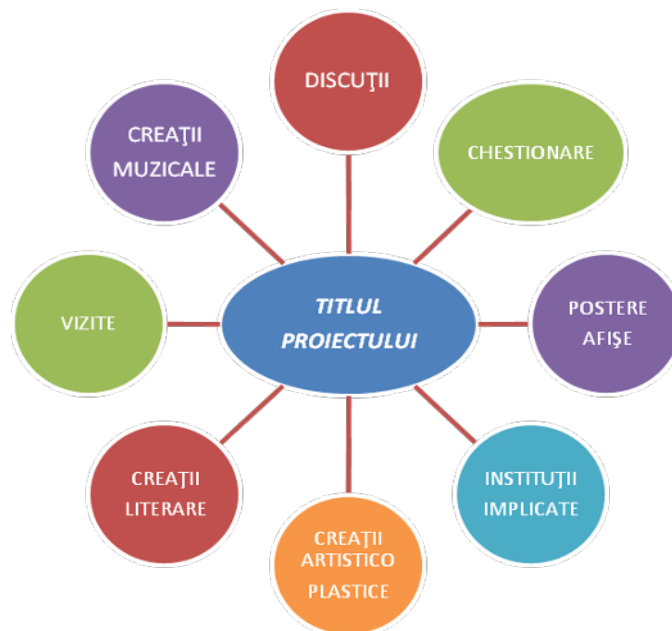 DISCUŢII
CREAŢII
MUZICALE
CHESTIONARE
VIZITE
TITLUL
PROIECTULUI
POSTERE
AFIŞE
CREAŢII
LITERARE
INSTITUŢII
IMPLICATE
CREAŢII
ARTISTICO
PLASTICE